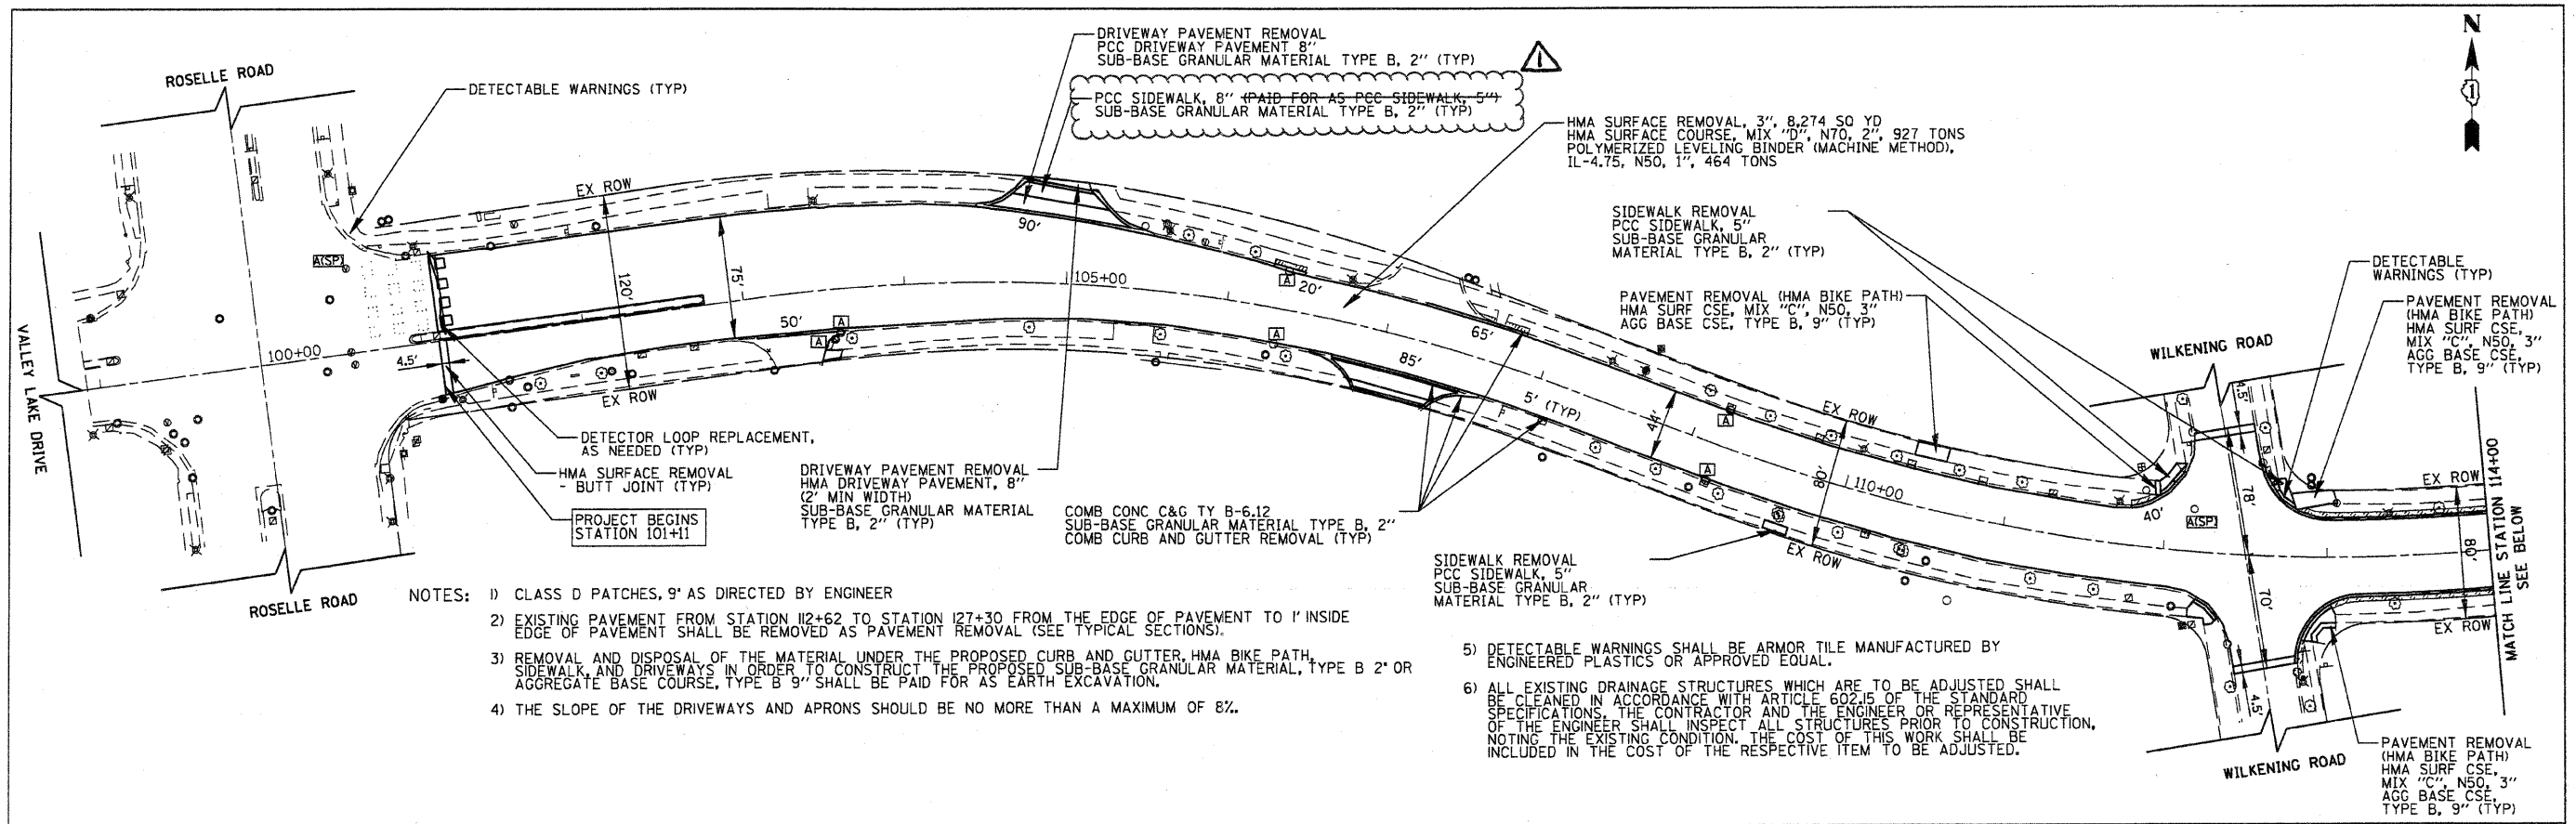 N
1
ROSELLE ROAD
DETECTABLE WARNINGS (TYP)
DRIVEWAY PAVEMENT REMOVAL
PCC DRIVEWAY PAVEMENT 8"
SUB-BASE GRANULAR MATERIAL TYPE B, 2" (TYP)
1
PCC SIDEWALK, 8" (PAID FOR AS PCC SIDEWALK, 5")
SUB-BASE GRANULAR MATERIAL TYPE B, 2" (TYP)
HMA SURFACE REMOVAL, 3", 8,274 SQ YD
HMA SURFACE COURSE, MIX "D", N70, 2", 927 TONS
POLYMERIZED LEVELING BINDER (MACHINE METHOD),
IL-4.75, N50, 1", 464 TONS
SIDEWALK REMOVAL
PCC SIDEWALK, 5"
SUB-BASE GRANULAR
MATERIAL TYPE B, 2" (TYP)
PAVEMENT REMOVAL (HMA BIKE PATH)
HMA SURF CSE, MIX "C", N50, 3"
AGG BASE CSE, TYPE B, 9" (TYP)
DETECTABLE
WARNINGS (TYP)
PAVEMENT REMOVAL
(HMA BIKE PATH)
HMA SURF CSE,
MIX "C", N50, 3"
AGG BASE CSE,
TYPE B, 9" (TYP)
EX ROW
A(SP)
120'
75'
90'
105+00
A
20'
65'
50'
A
A
A
85'
5' (TYP)
44'
A
A
80'
EX ROW
110+00
40'
WILKENING ROAD
4.5'
78'
A(SP)
70'
4.5'
EX ROW
80'
EX ROW
MATCH LINE STATION 114+00
SEE BELOW
VALLEY LAKE DRIVE
100+00
4.5'
EX ROW
EX ROW
DETECTOR LOOP REPLACEMENT,
AS NEEDED (TYP)
HMA SURFACE REMOVAL
- BUTT JOINT (TYP)
PROJECT BEGINS
STATION 101+11
DRIVEWAY PAVEMENT REMOVAL
HMA DRIVEWAY PAVEMENT, 8"
(2' MIN WIDTH)
SUB-BASE GRANULAR MATERIAL
TYPE B, 2" (TYP)
COMB CONC C&G TY B-6.12
SUB-BASE GRANULAR MATERIAL TYPE B, 2"
COMB CURB AND GUTTER REMOVAL (TYP)
SIDEWALK REMOVAL
PCC SIDEWALK, 5"
SUB-BASE GRANULAR
MATERIAL TYPE B, 2" (TYP)
ROSELLE ROAD
WILKENING ROAD
PAVEMENT REMOVAL
(HMA BIKE PATH)
HMA SURF CSE,
MIX "C", N50, 3"
AGG BASE CSE,
TYPE B, 9" (TYP)
NOTES: 1) CLASS D PATCHES, 9" AS DIRECTED BY ENGINEER
2) EXISTING PAVEMENT FROM STATION 112+62 TO STATION 127+30 FROM THE EDGE OF PAVEMENT TO 1' INSIDE
EDGE OF PAVEMENT SHALL BE REMOVED AS PAVEMENT REMOVAL (SEE TYPICAL SECTIONS).
3) REMOVAL AND DISPOSAL OF THE MATERIAL UNDER THE PROPOSED CURB AND GUTTER, HMA BIKE PATH,
SIDEWALK, AND DRIVEWAYS IN ORDER TO CONSTRUCT THE PROPOSED SUB-BASE GRANULAR MATERIAL, TYPE B 2" OR
AGGREGATE BASE COURSE, TYPE B 9" SHALL BE PAID FOR AS EARTH EXCAVATION.
4) THE SLOPE OF THE DRIVEWAYS AND APRONS SHOULD BE NO MORE THAN A MAXIMUM OF 8%.
5) DETECTABLE WARNINGS SHALL BE ARMOR TILE MANUFACTURED BY
ENGINEERED PLASTICS OR APPROVED EQUAL.
6) ALL EXISTING DRAINAGE STRUCTURES WHICH ARE TO BE ADJUSTED SHALL
BE CLEANED IN ACCORDANCE WITH ARTICLE 602.15 OF THE STANDARD
SPECIFICATIONS. THE CONTRACTOR AND THE ENGINEER OR REPRESENTATIVE
OF THE ENGINEER SHALL INSPECT ALL STRUCTURES PRIOR TO CONSTRUCTION,
NOTING THE EXISTING CONDITION. THE COST OF THIS WORK SHALL BE
INCLUDED IN THE COST OF THE RESPECTIVE ITEM TO BE ADJUSTED.